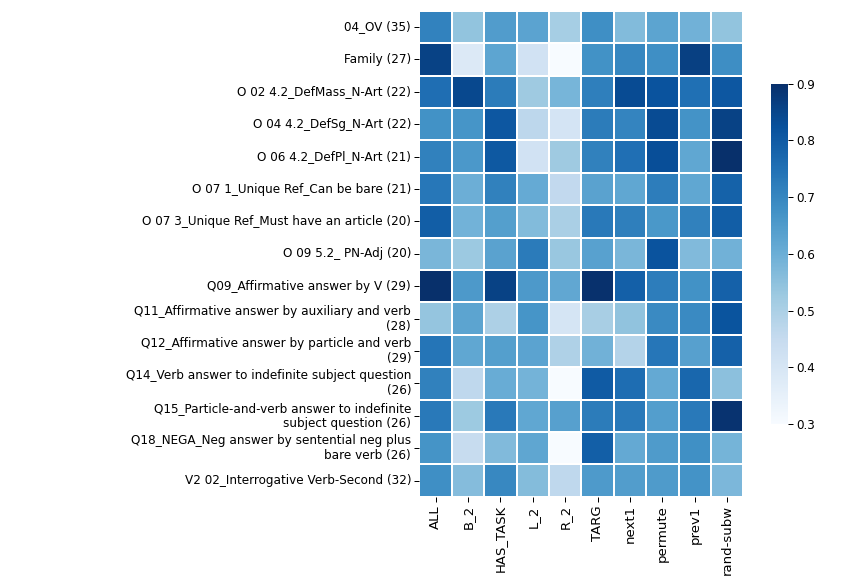 04_OV (35)
Family (27)
O 02 4.2_DefMass_N-Art (22)
O 04 4.2_DefSg_N-Art (22)
O 06 4.2_DefPl_N-Art (21)
O 07 1_Unique Ref_Can be bare (21)
O 07 3_Unique Ref_Must have an article (20)
O 09 5.2_ PN-Adj (20)
Q09_Affirmative answer by V (29)
Q11_Affirmative answer by auxiliary and verb
(28)
Q12_Affirmative answer by particle and verb
(29)
Q14_Verb answer to indefinite subject question
(26)
Q15_Particle-and-verb answer to indefinite
subject question (26)
Q18_NEGA_Neg answer by sentential neg plus
bare verb (26)
V2 02_Interrogative Verb-Second (32)
ALL
B_2
HAS_TASK
L_2
R_2
TARG
next1
permute
prev1
rand-subw
0.9
0.8
0.7
0.6
0.5
0.4
0.3